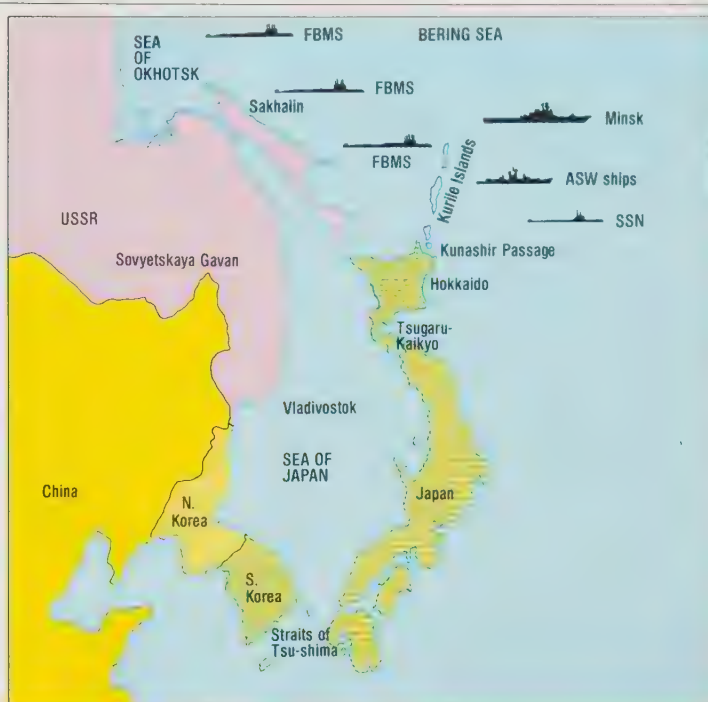 SEA
OF
OKHOTSK
FBMS
BERING SEA
FBMS
Sakhalin
Minsk
FBMS
Kurile Islands
ASW ships
USSR
SSN
Sovyetskaya Gavan
Kunashir Passage
Hokkaido
Tsugaru-
Kaikyo
Vladivostok
SEA OF
JAPAN
China
Japan
N.
Korea
S.
Korea
Straits of
Tsu-shima